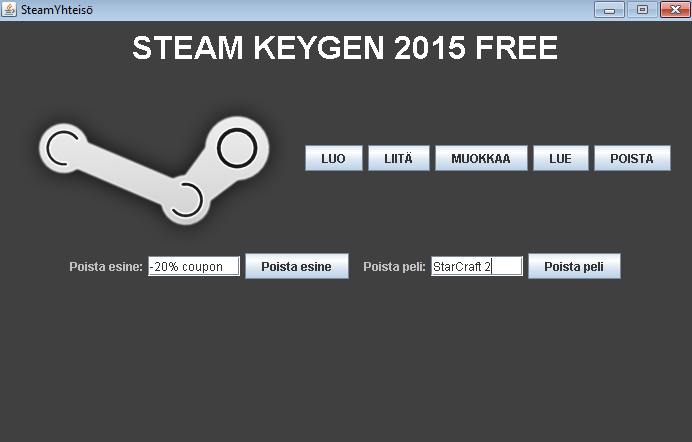 SteamYhteisö
STEAM KEYGEN 2015 FREE
LUO LIITÄ MUOKKAA LUE POISTA
Poista esine: -20% coupon Poista esine Poista peli: StarCraft 2 Poista peli